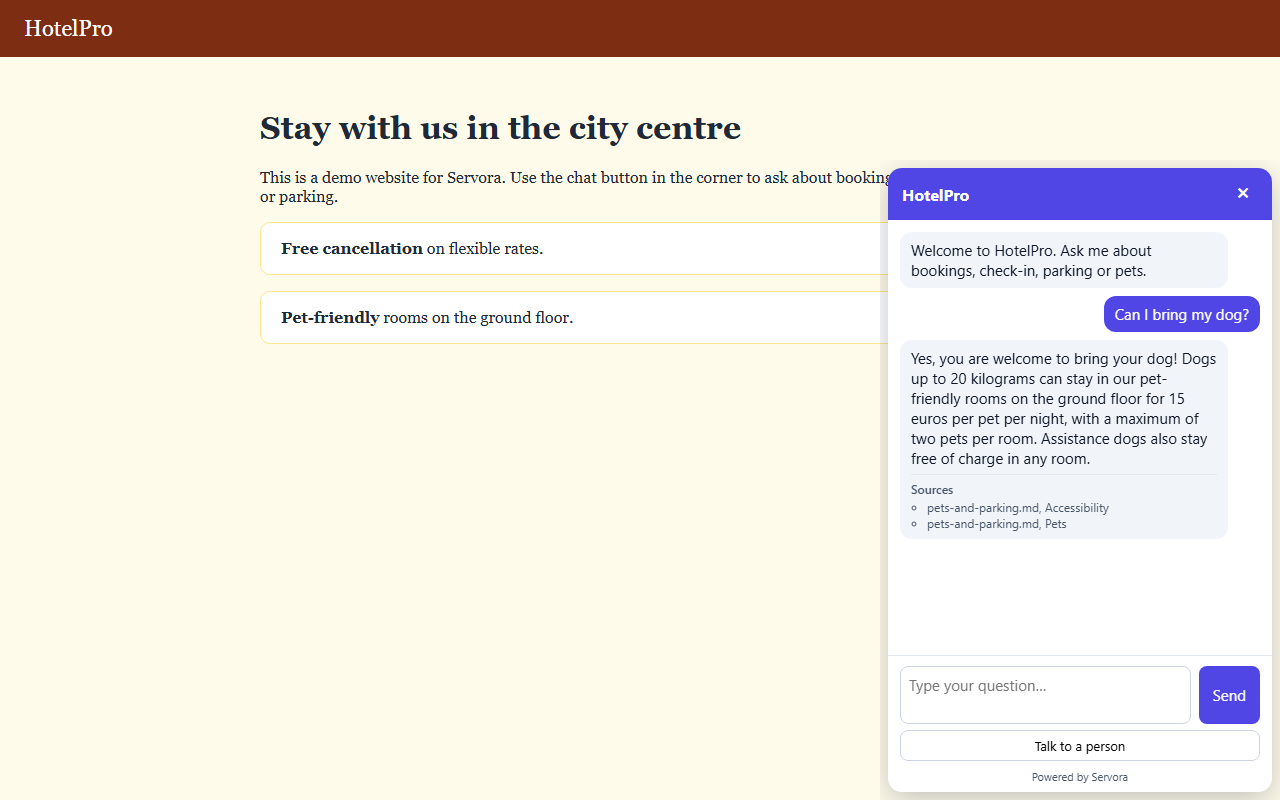 HotelPro
Stay with us in the city centre
This is a demo website for Servora. Use the chat button in the corner to ask about
or parking.
Free cancellation on flexible rates.
Pet-friendly rooms on the ground floor.
HotelPro
×
Welcome to HotelPro. Ask me about
bookings, check-in, parking or pets.
Can I bring my dog?
Yes, you are welcome to bring your dog! Dogs
up to 20 kilograms can stay in our pet-
friendly rooms on the ground floor for 15
euros per pet per night, with a maximum of
two pets per room. Assistance dogs also stay
free of charge in any room.
Sources
pets-and-parking.md, Accessibility
pets-and-parking.md, Pets
Type your question...
Send
Talk to a person
Powered by Servora